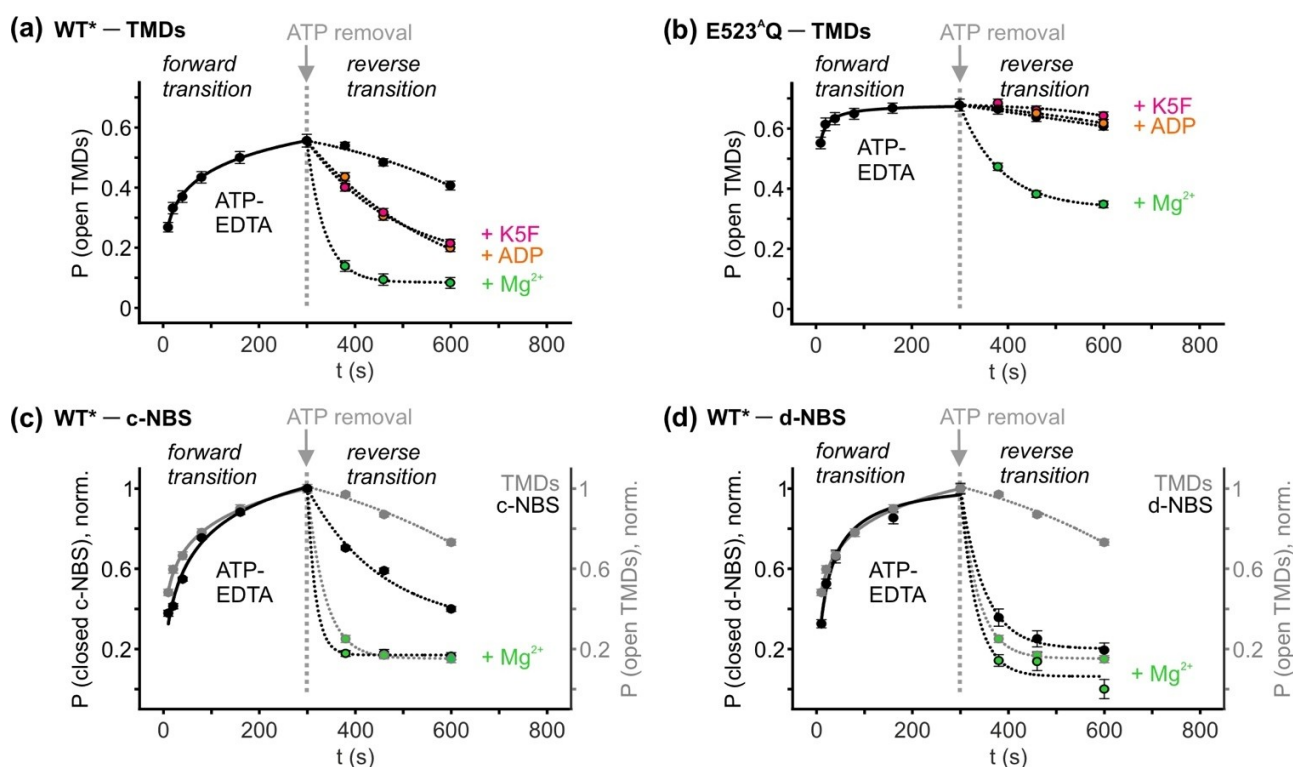 (a) WT* — TMDs
ATP removal
forward transition
reverse transition
P (open TMDs)
0.6
0.4
0.2
0
ATP-EDTA
+ K5F
+ ADP
+ Mg²⁺
0 200 400 600 800
t (s)
(b) E523ᴬQ — TMDs
ATP removal
forward transition
reverse transition
P (open TMDs)
0.6
0.4
0.2
0
ATP-EDTA
+ K5F
+ ADP
+ Mg²⁺
0 200 400 600 800
t (s)
(c) WT* — c-NBS
ATP removal
forward transition
reverse transition
TMDs
c-NBS
P (closed c-NBS), norm.
1
0.6
0.2
ATP-EDTA
+ Mg²⁺
1
0.6
0.2
P (open TMDs), norm.
0 200 400 600 800
t (s)
(d) WT* — d-NBS
ATP removal
forward transition
reverse transition
TMDs
d-NBS
P (closed d-NBS), norm.
1
0.6
0.2
ATP-EDTA
+ Mg²⁺
1
0.6
0.2
P (open TMDs), norm.
0 200 400 600 800
t (s)